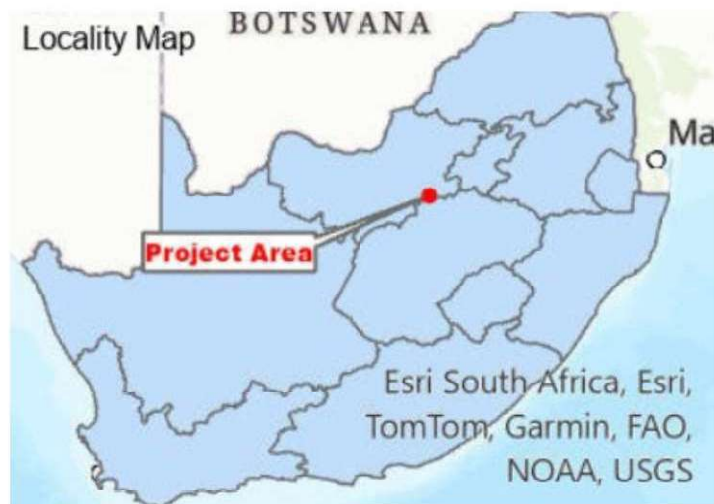 BOTSWANA
Locality Map
Ma
Project Area
Esri South Africa, Esri,
TomTom, Garmin, FAO,
NOAA, USGS